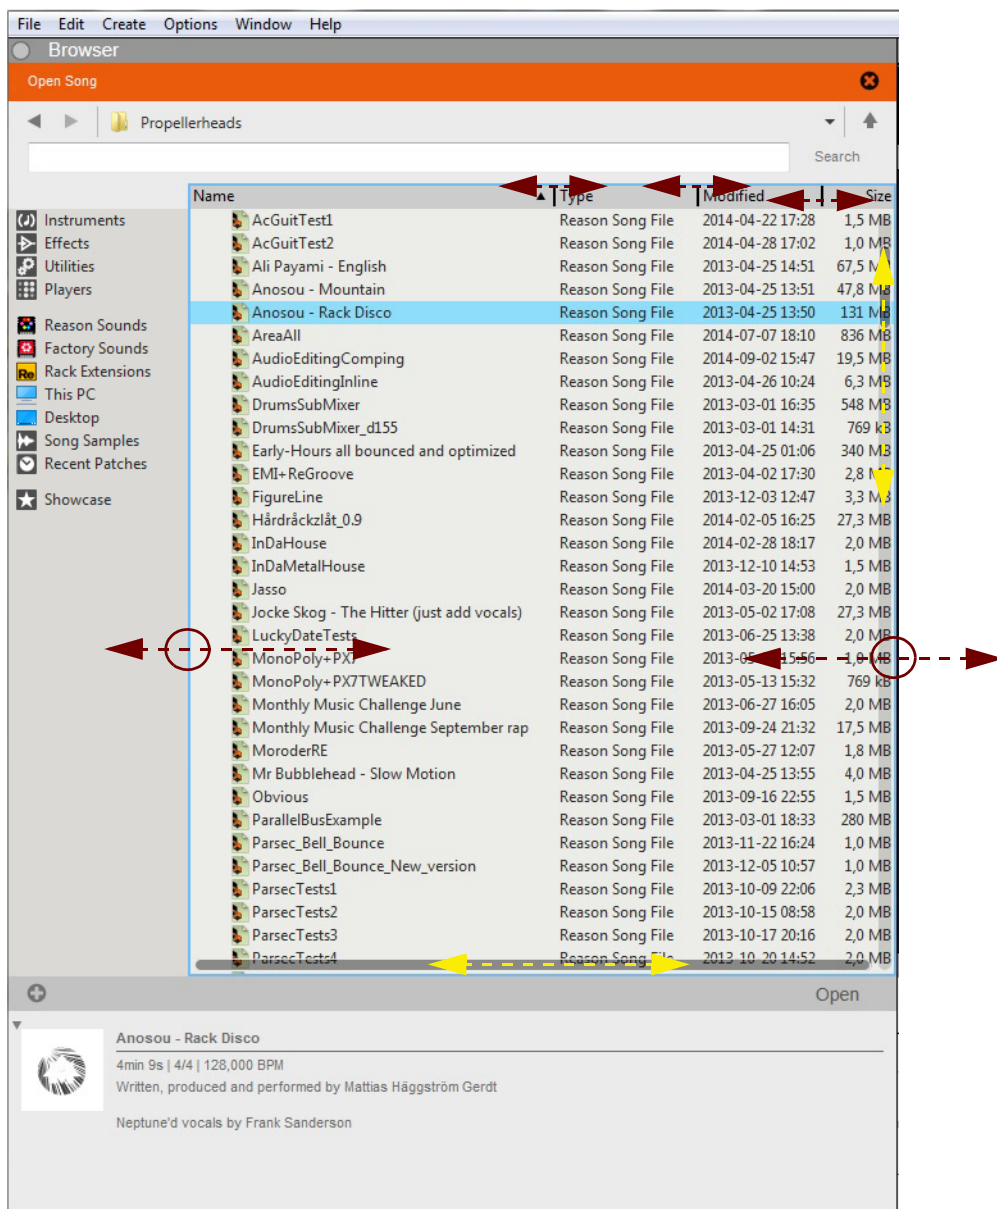 File Edit Create Options Window Help
Browser
Open Song
Propellerheads
Search
Name Type Modified Size
Instruments
Effects
Utilities
Players
Reason Sounds
Factory Sounds
Re Rack Extensions
This PC
Desktop
Song Samples
Recent Patches
Showcase
AcGuitTest1 Reason Song File 2014-04-22 17:28 1,5 MB
AcGuitTest2 Reason Song File 2014-04-28 17:02 1,0 MB
Ali Payami - English Reason Song File 2013-04-25 14:51 67,5 MB
Anosou - Mountain Reason Song File 2013-04-25 13:51 47,8 MB
Anosou - Rack Disco Reason Song File 2013-04-25 13:50 131 MB
AreaAll Reason Song File 2014-07-07 18:10 836 MB
AudioEditingComping Reason Song File 2014-09-02 15:47 19,5 MB
AudioEditingInline Reason Song File 2013-04-26 10:24 6,3 MB
DrumsSubMixer Reason Song File 2013-03-01 16:35 548 MB
DrumsSubMixer_d155 Reason Song File 2013-03-01 14:31 769 kB
Early-Hours all bounced and optimized Reason Song File 2013-04-25 01:06 340 MB
EMI+ReGroove Reason Song File 2013-04-02 17:30 2,8 MB
FigureLine Reason Song File 2013-12-03 12:47 3,3 MB
Hårdråckzlåt_0.9 Reason Song File 2014-02-05 16:25 27,3 MB
InDaHouse Reason Song File 2014-02-28 18:17 2,0 MB
InDaMetalHouse Reason Song File 2013-12-10 14:53 1,5 MB
Jasso Reason Song File 2014-03-20 15:00 2,0 MB
Jocke Skog - The Hitter (just add vocals) Reason Song File 2013-05-02 17:08 27,3 MB
LuckyDateTests Reason Song File 2013-06-25 13:38 2,0 MB
MonoPoly+PX7 Reason Song File 15:56 1,0 MB
MonoPoly+PX7TWEAKED Reason Song File 2013-05-13 15:32 769 kB
Monthly Music Challenge June Reason Song File 2013-06-27 16:05 2,0 MB
Monthly Music Challenge September rap Reason Song File 2013-09-24 21:32 17,5 MB
MoroderRE Reason Song File 2013-05-27 12:07 1,8 MB
Mr Bubblehead - Slow Motion Reason Song File 2013-04-25 13:55 4,0 MB
Obvious Reason Song File 2013-09-16 22:55 1,5 MB
ParallelBusExample Reason Song File 2013-03-01 18:33 280 MB
Parsec_Bell_Bounce Reason Song File 2013-11-22 16:24 1,0 MB
Parsec_Bell_Bounce_New_version Reason Song File 2013-12-05 10:57 1,0 MB
ParsecTests1 Reason Song File 2013-10-09 22:06 2,3 MB
ParsecTests2 Reason Song File 2013-10-15 08:58 2,0 MB
ParsecTests3 Reason Song File 2013-10-17 20:16 2,0 MB
ParsecTests4 Reason Song File 2013-10-20 14:52 2,0 MB
Open
Anosou - Rack Disco
4min 9s | 4/4 | 128,000 BPM
Written, produced and performed by Mattias Häggström Gerdt
Neptune'd vocals by Frank Sanderson